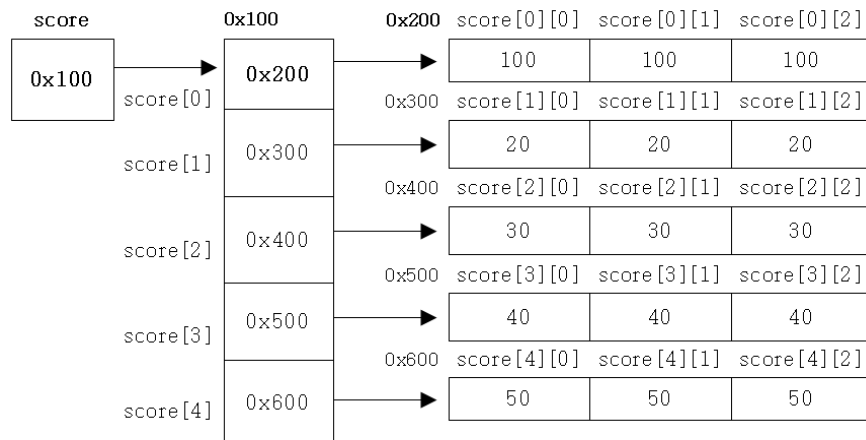 score 0x100 0x200 score[0][0] score[0][1] score[0][2]
0x100 0x200 100 100 100
score[0] 0x300 score[1][0] score[1][1] score[1][2]
score[1] 0x300 20 20 20
0x400 score[2][0] score[2][1] score[2][2]
score[2] 0x400 30 30 30
0x500 score[3][0] score[3][1] score[3][2]
score[3] 0x500 40 40 40
0x600 score[4][0] score[4][1] score[4][2]
score[4] 0x600 50 50 50